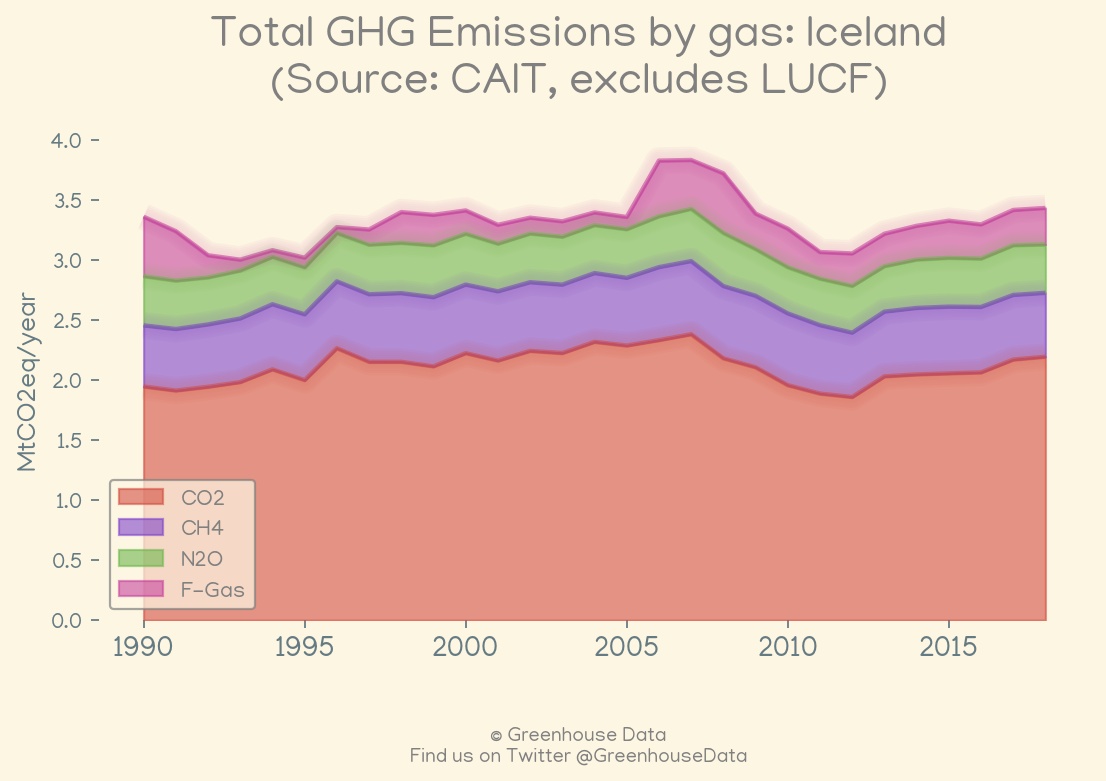 Total GHG Emissions by gas: Iceland
(Source: CAIT, excludes LUCF)
4.0
3.5
3.0
2.5
2.0
1.5
1.0
0.5
0.0
MtCO2eq/year
CO2
CH4
N2O
F-Gas
1990 1995 2000 2005 2010 2015
© Greenhouse Data
Find us on Twitter @GreenhouseData